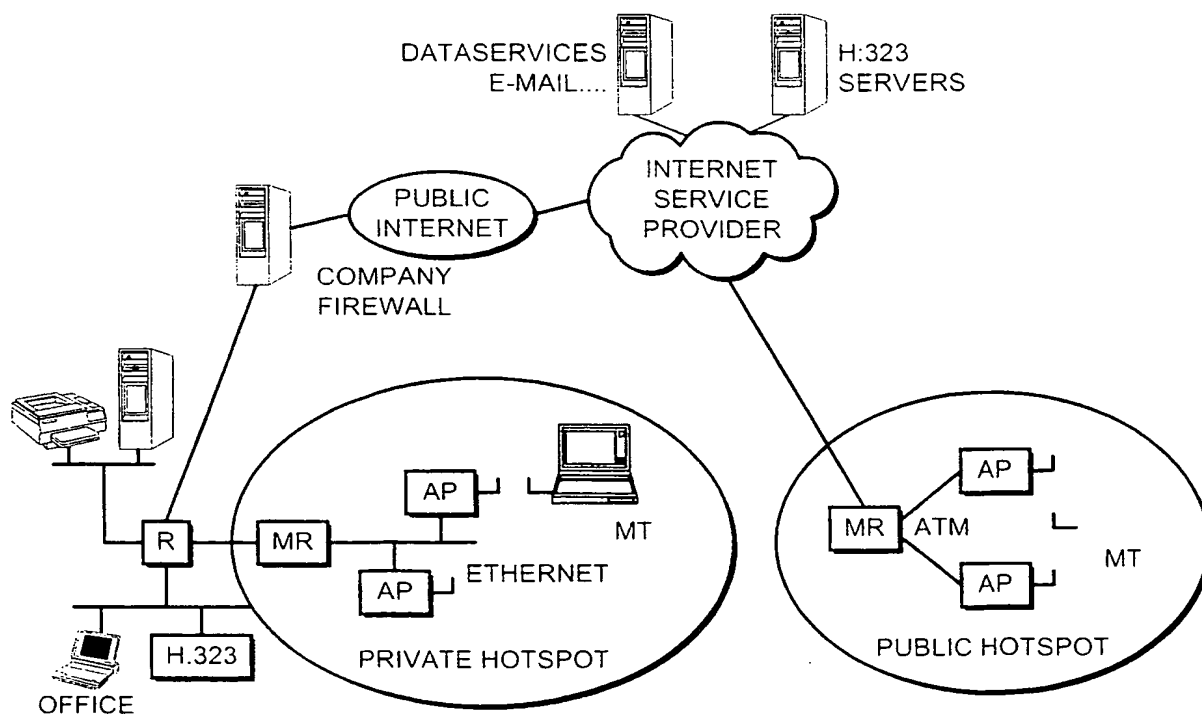 DATASERVICES
E-MAIL....
H:323
SERVERS
INTERNET
SERVICE
PROVIDER
PUBLIC
INTERNET
COMPANY
FIREWALL
AP
MT
R
MR
AP
ETHERNET
H.323
OFFICE
PRIVATE HOTSPOT
AP
MR
ATM
MT
AP
PUBLIC HOTSPOT